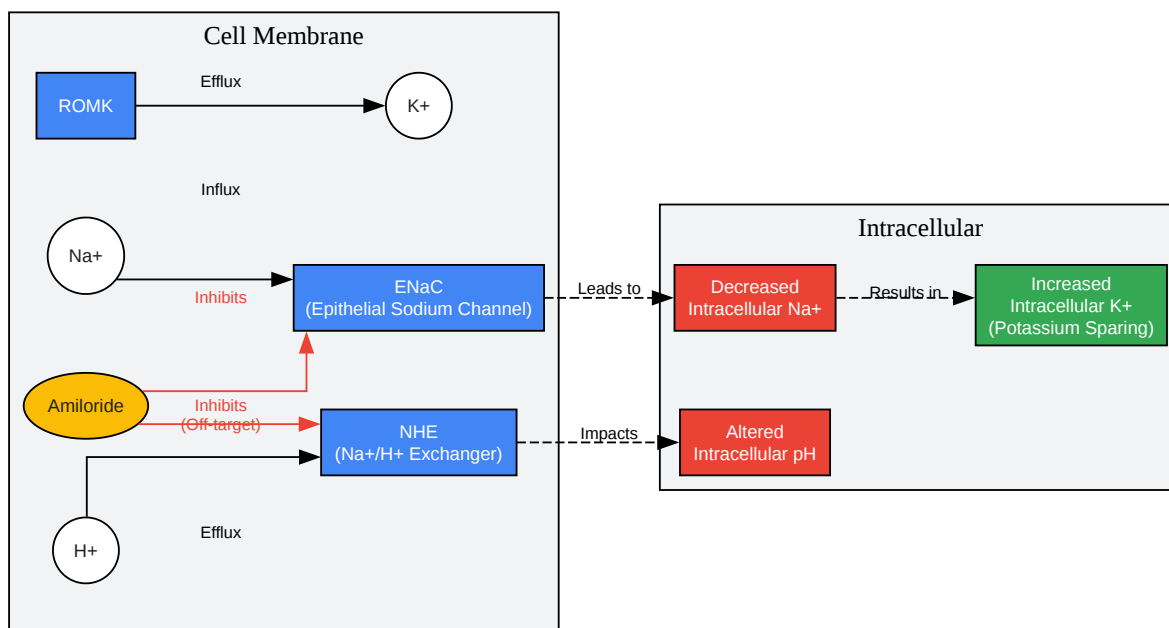 Cell Membrane
Efflux
ROMK
K+
Influx
Na+
Inhibits
ENaC
(Epithelial Sodium Channel)
Leads to
Intracellular
Decreased
Intracellular Na+
Results in
Increased
Intracellular K+
(Potassium Sparing)
Amiloride
Inhibits
(Off-target)
NHE
(Na+/H+ Exchanger)
Impacts
Altered
Intracellular pH
Efflux
H+